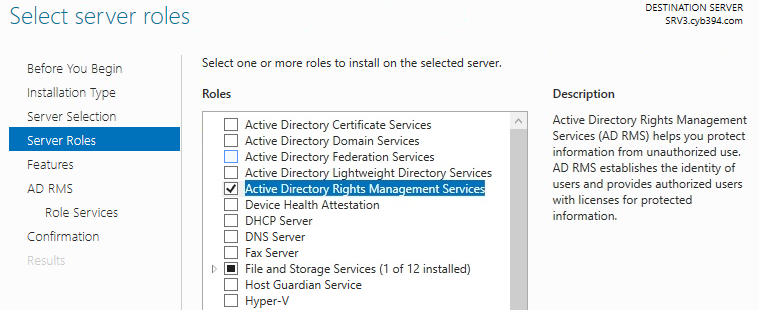 Select server roles
DESTINATION SERVER
SRV3.cyb394.com
Before You Begin
Installation Type
Server Selection
Server Roles
Features
AD RMS
Role Services
Confirmation
Results
Select one or more roles to install on the selected server.
Roles
Active Directory Certificate Services
Active Directory Domain Services
Active Directory Federation Services
Active Directory Lightweight Directory Services
Active Directory Rights Management Services
Device Health Attestation
DHCP Server
DNS Server
Fax Server
File and Storage Services (1 of 12 installed)
Host Guardian Service
Hyper-V
Description
Active Directory Rights Management
Services (AD RMS) helps you protect
information from unauthorized use.
AD RMS establishes the identity of
users and provides authorized users
with licenses for protected
information.